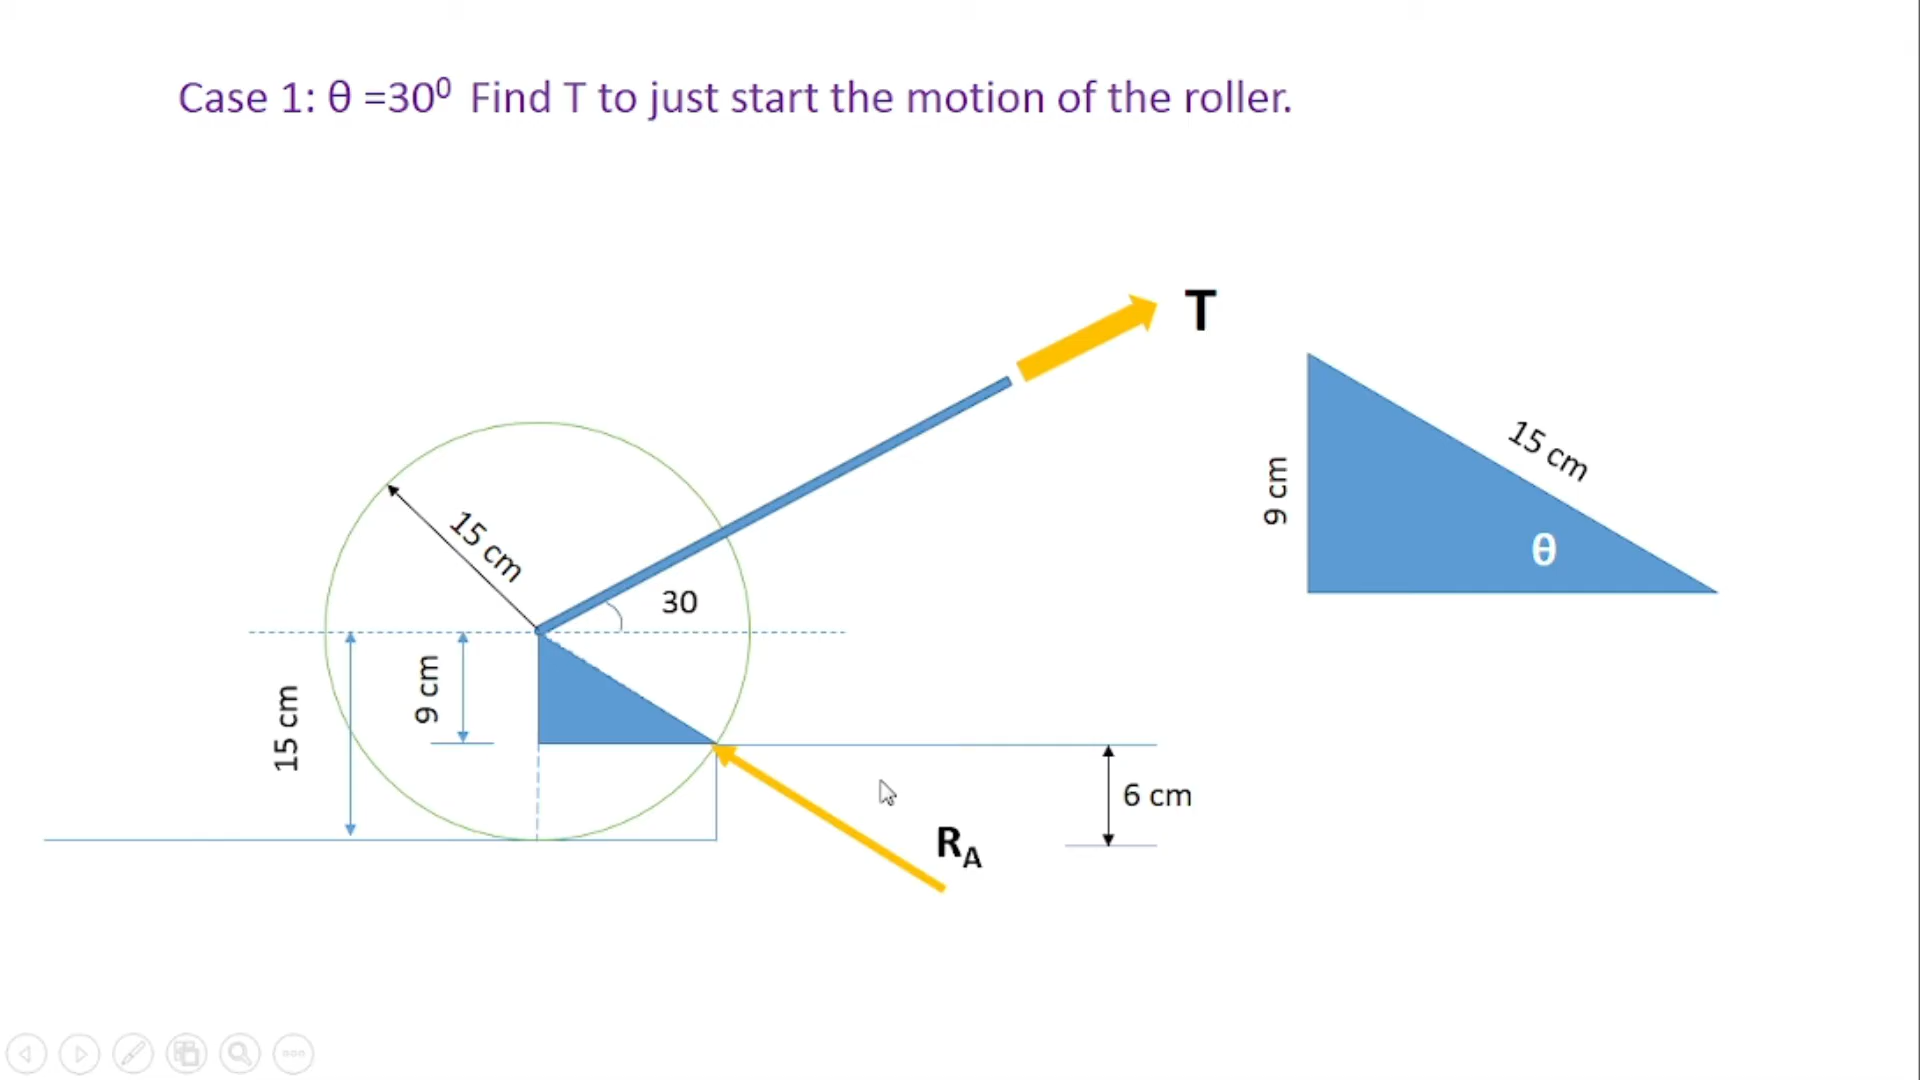 Case 1: θ =30⁰ Find T to just start the motion of the roller.
T
15 cm
9 cm
θ
15 cm
30
9 cm
15 cm
6 cm
R_A